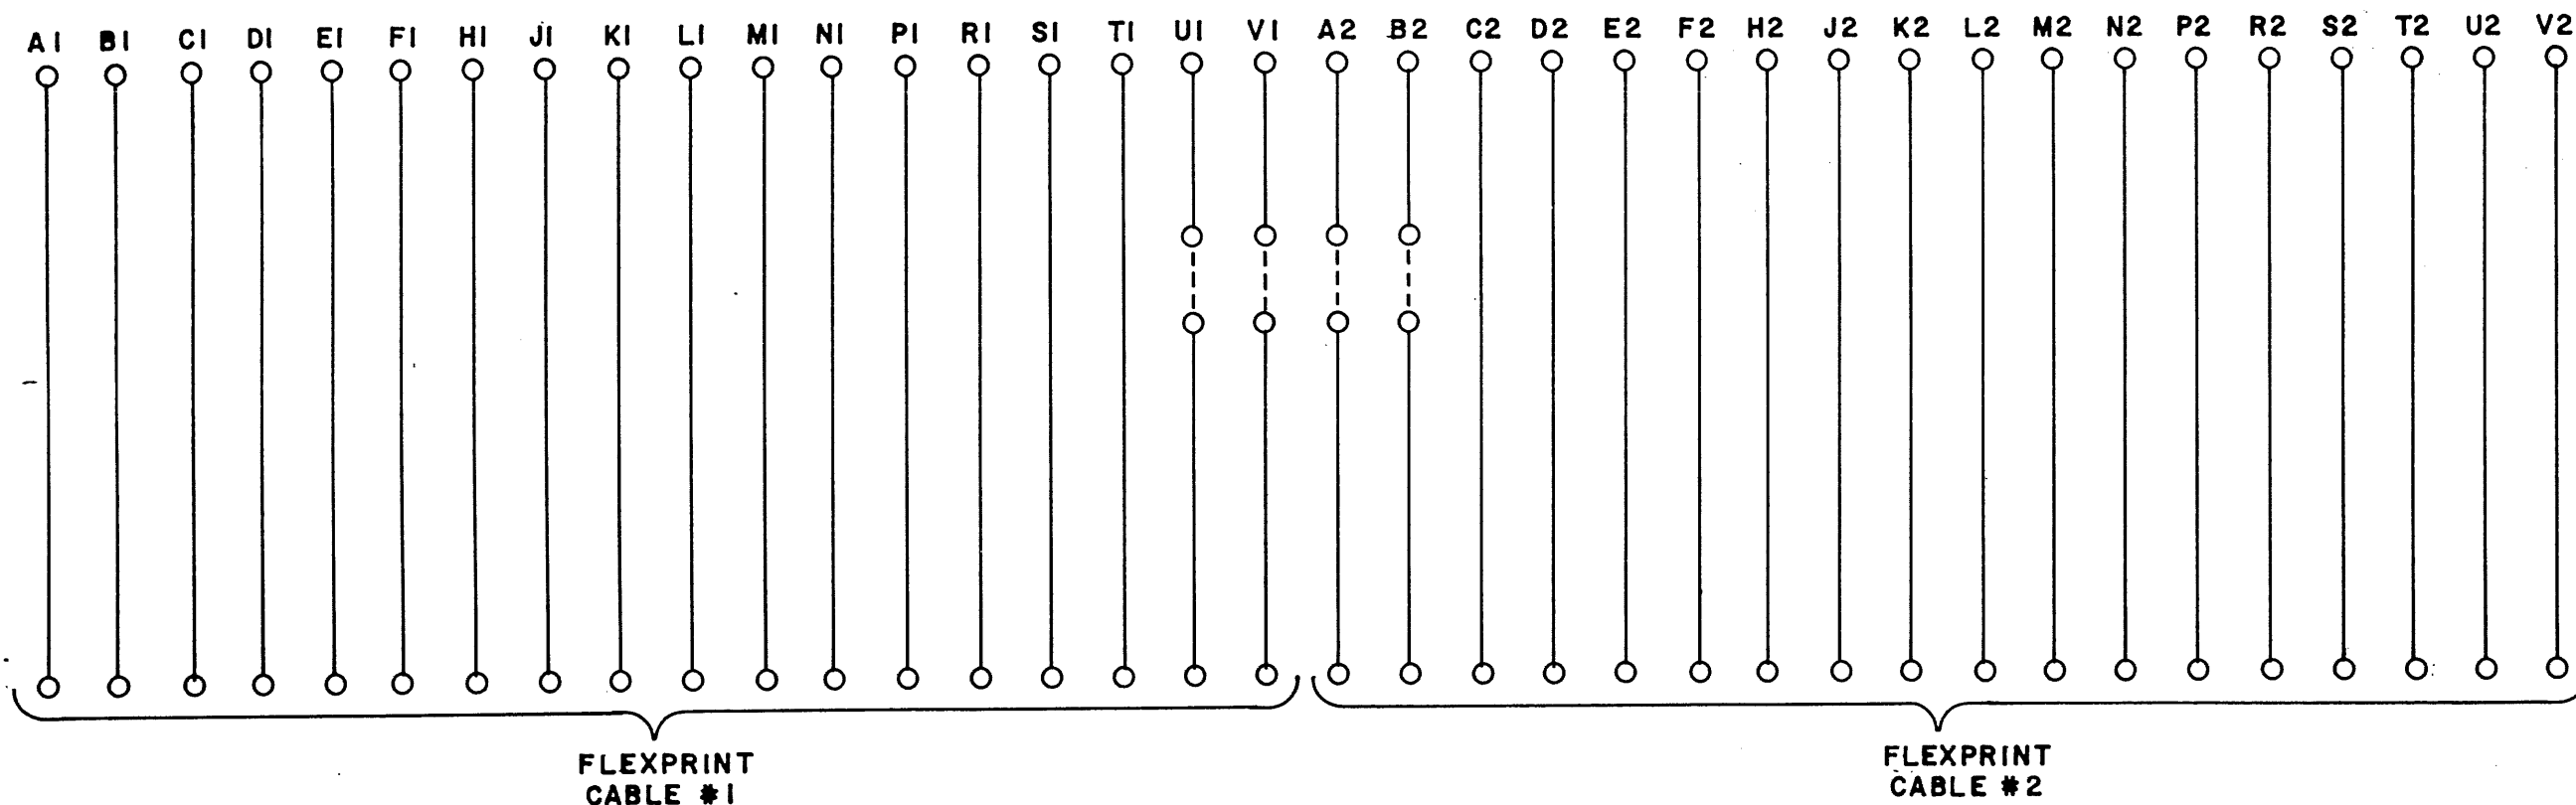 A1 B1 C1 D1 E1 F1 H1 J1 K1 L1 M1 N1 P1 R1 S1 T1 U1 V1 A2 B2 C2 D2 E2 F2 H2 J2 K2 L2 M2 N2 P2 R2 S2 T2 U2 V2
FLEXPRINT
CABLE #1
FLEXPRINT
CABLE #2